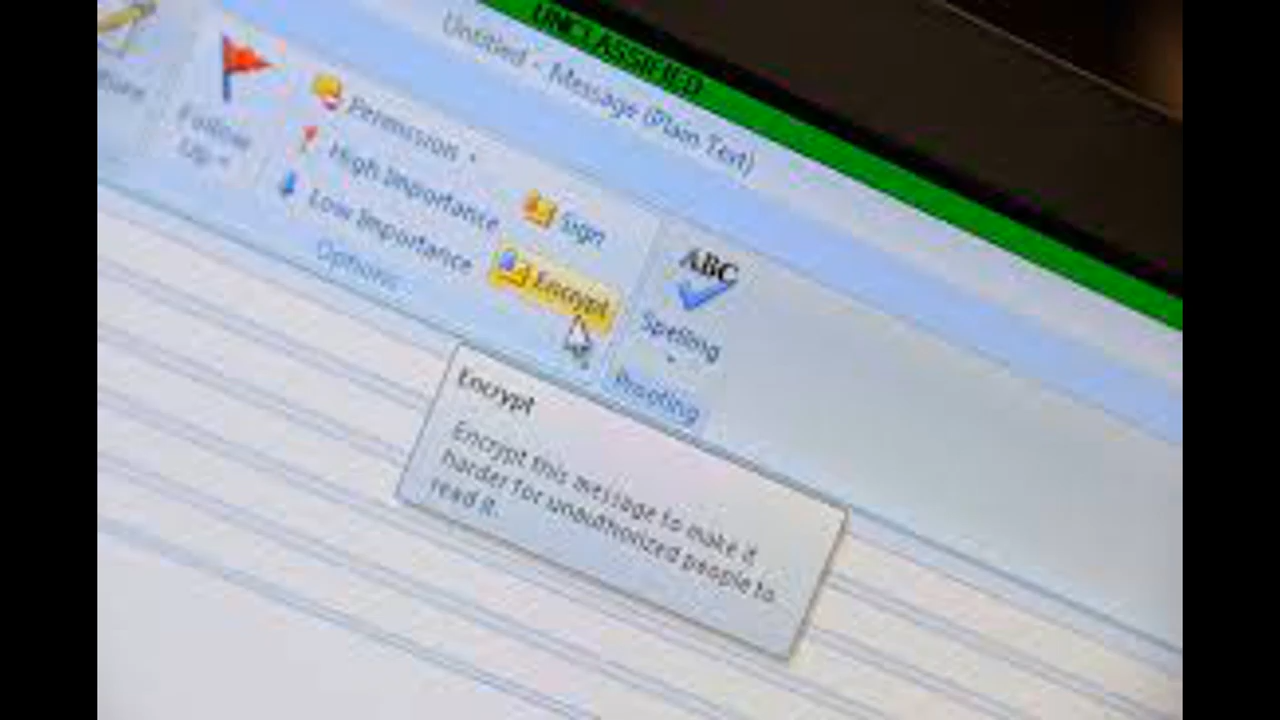 UNCLASSIFIED
Untitled - Message (Plain Text)
Follow
Up
Permission
High Importance
Low Importance
Options
Sign
Encrypt
ABC
Spelling
Proofing
Encrypt
Encrypt this message to make it
harder for unauthorized people to
read it.